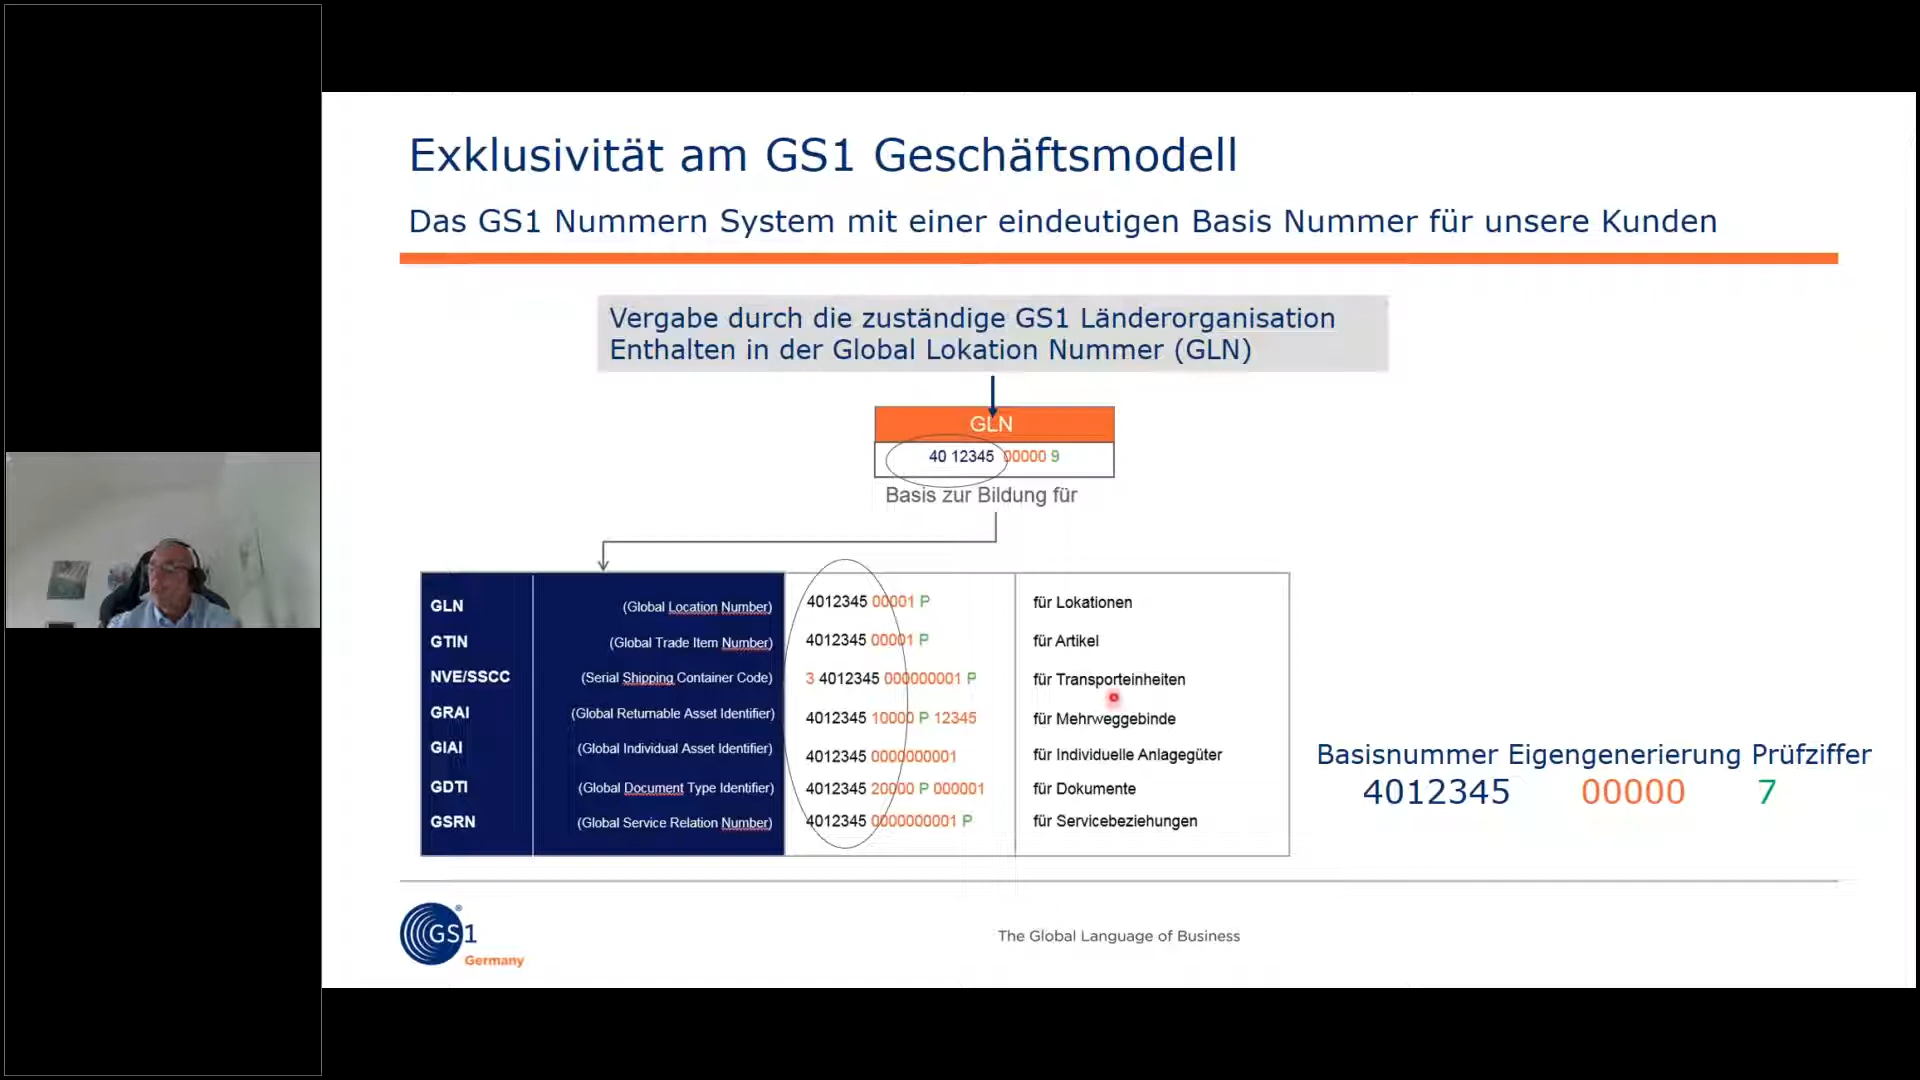 Exklusivität am GS1 Geschäftsmodell
Das GS1 Nummern System mit einer eindeutigen Basis Nummer für unsere Kunden
Vergabe durch die zuständige GS1 Länderorganisation
Enthalten in der Global Lokation Nummer (GLN)
GLN
40 12345 00000 9
Basis zur Bildung für
GLN (Global Location Number) 4012345 00001 P für Lokationen
GTIN (Global Trade Item Number) 4012345 00001 P für Artikel
NVE/SSCC (Serial Shipping Container Code) 3 4012345 000000001 P für Transporteinheiten
GRAI (Global Returnable Asset Identifier) 4012345 10000 P 12345 für Mehrweggebinde
GIAI (Global Individual Asset Identifier) 4012345 0000000001 für Individuelle Anlagegüter
GDTI (Global Document Type Identifier) 4012345 20000 P 000001 für Dokumente
GSRN (Global Service Relation Number) 4012345 0000000001 P für Servicebeziehungen
Basisnummer Eigengenerierung Prüfziffer
4012345 00000 7
GS1®
Germany
The Global Language of Business